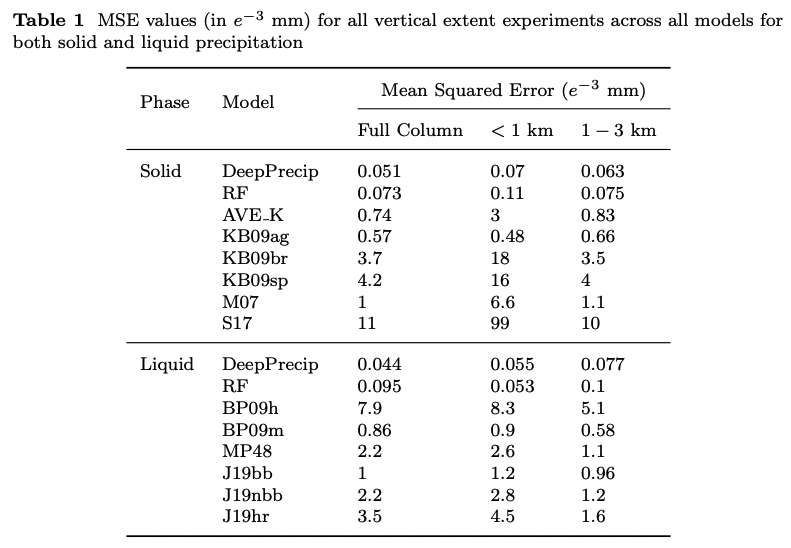 Table 1 MSE values (in e−3 mm) for all vertical extent experiments across all models for
both solid and liquid precipitation
Phase Model Mean Squared Error (e−3 mm)
Full Column < 1 km 1 − 3 km
Solid DeepPrecip 0.051 0.07 0.063
RF 0.073 0.11 0.075
AVE_K 0.74 3 0.83
KB09ag 0.57 0.48 0.66
KB09br 3.7 18 3.5
KB09sp 4.2 16 4
M07 1 6.6 1.1
S17 11 99 10
Liquid DeepPrecip 0.044 0.055 0.077
RF 0.095 0.053 0.1
BP09h 7.9 8.3 5.1
BP09m 0.86 0.9 0.58
MP48 2.2 2.6 1.1
J19bb 1 1.2 0.96
J19nbb 2.2 2.8 1.2
J19hr 3.5 4.5 1.6